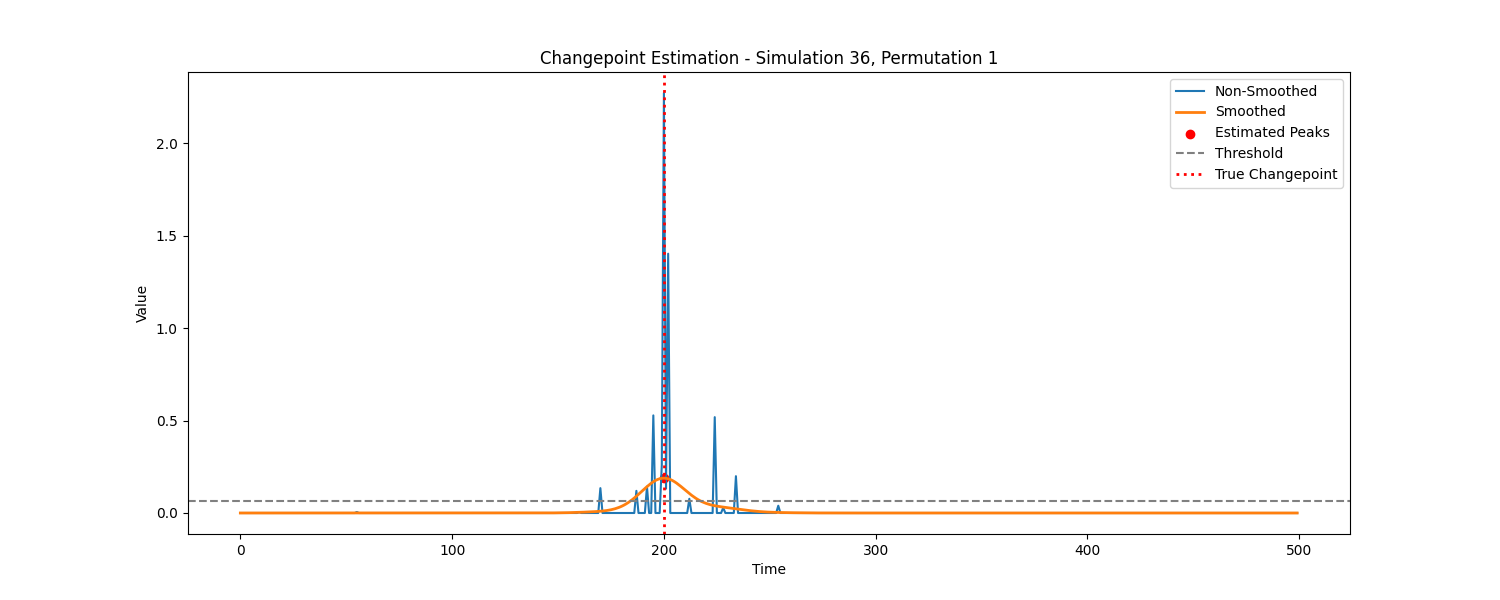 Changepoint Estimation - Simulation 36, Permutation 1
Non-Smoothed
Smoothed
Estimated Peaks
Threshold
True Changepoint
2.0
1.5
1.0
0.5
0.0
Value
0 100 200 300 400 500
Time